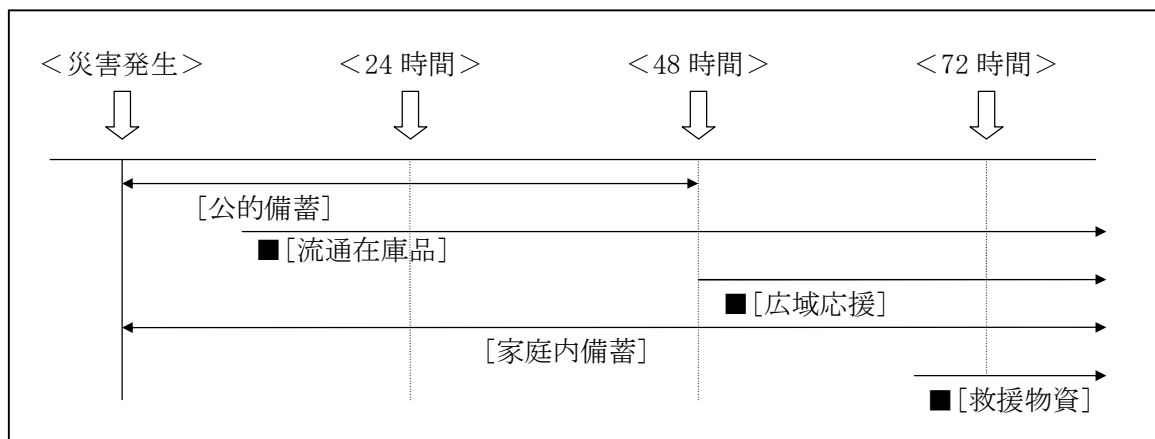 ＜災害発生＞ ＜24 時間＞ ＜48 時間＞ ＜72 時間＞
［公的備蓄］
■［流通在庫品］
■［広域応援］
［家庭内備蓄］
■［救援物資］